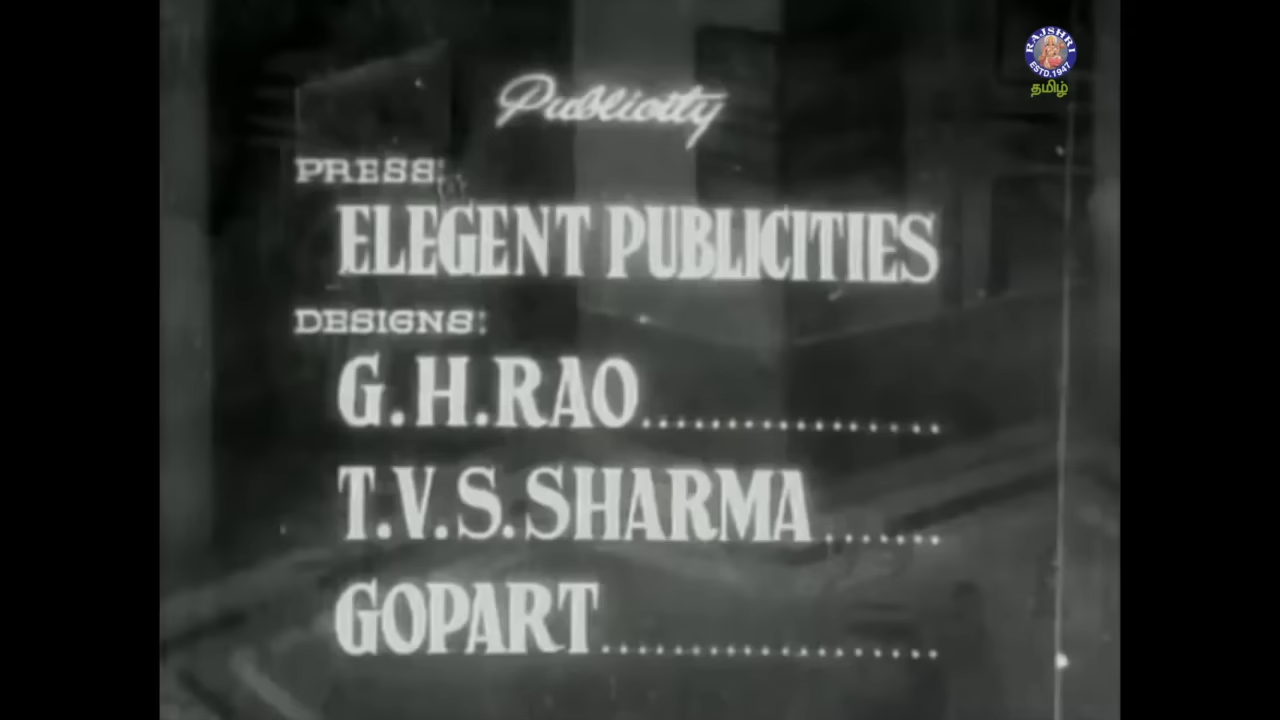 RAJSHRI
ESTD.1947
தமிழ்
Publicity
PRESS:
ELEGENT PUBLICITIES
DESIGNS:
G.H.RAO.................
T.V.S.SHARMA.......
GOPART...................